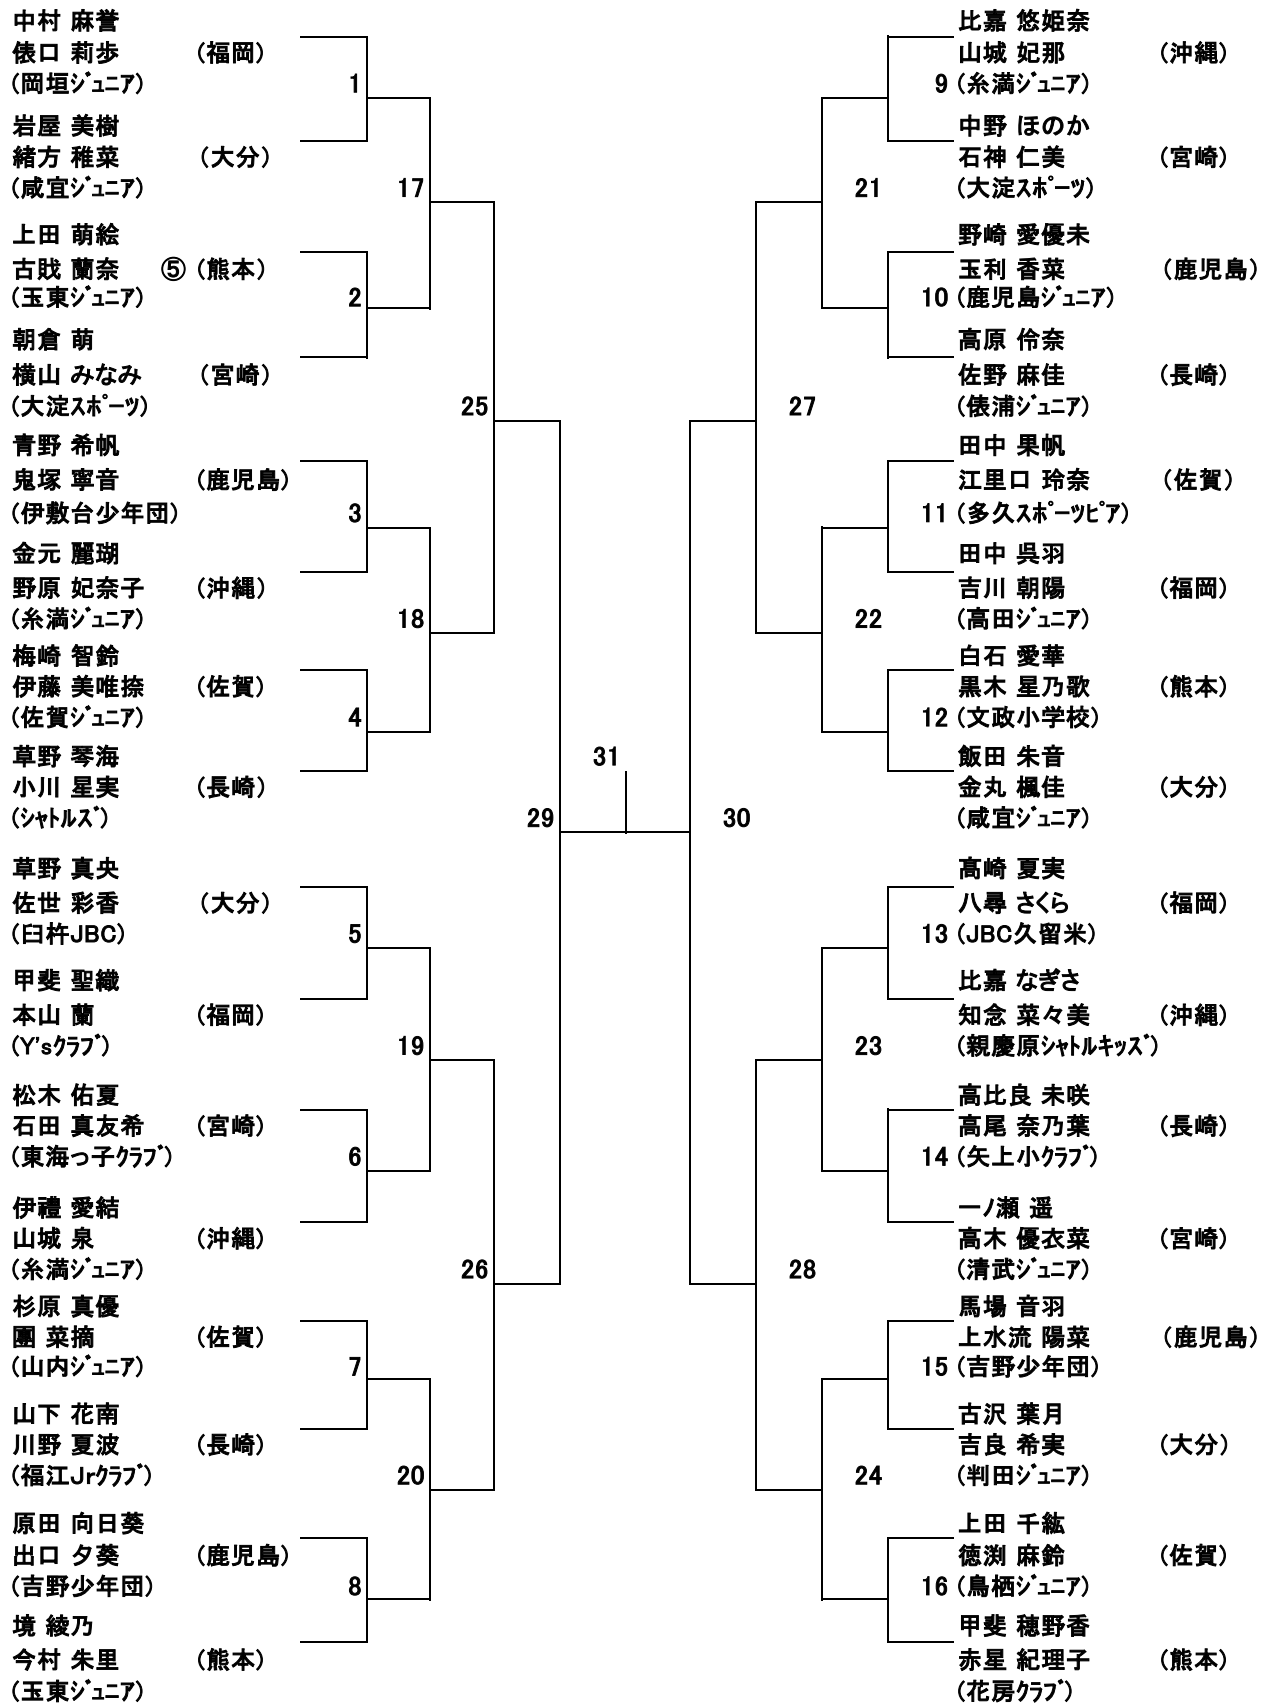 中村 麻誉
俵口 莉歩 (福岡)
(岡垣ｼﾞｭﾆｱ)
1
岩屋 美樹
緒方 稚菜 (大分)
(咸宜ｼﾞｭﾆｱ)
17
上田 萌絵
古賎 蘭奈 ⑤ (熊本)
(玉東ｼﾞｭﾆｱ)
2
朝倉 萌
横山 みなみ (宮崎)
(大淀ｽﾎﾟｰﾂ)
25
青野 希帆
鬼塚 寧音 (鹿児島)
(伊敷台少年団)
3
金元 麗瑚
野原 妃奈子 (沖縄)
(糸満ｼﾞｭﾆｱ)
18
梅崎 智鈴
伊藤 美唯捺 (佐賀)
(佐賀ｼﾞｭﾆｱ)
4
草野 琴海
小川 星実 (長崎)
(ｼｬﾄﾙｽﾞ)
29
草野 真央
佐世 彩香 (大分)
(臼杵JBC)
5
甲斐 聖織
本山 蘭 (福岡)
(Y'sｸﾗﾌﾞ)
19
松木 佑夏
石田 真友希 (宮崎)
(東海っ子ｸﾗﾌﾞ)
6
伊禮 愛結
山城 泉 (沖縄)
(糸満ｼﾞｭﾆｱ)
26
杉原 真優
團 菜摘 (佐賀)
(山内ｼﾞｭﾆｱ)
7
山下 花南
川野 夏波 (長崎)
(福江Jrｸﾗﾌﾞ)
20
原田 向日葵
出口 夕葵 (鹿児島)
(吉野少年団)
8
境 綾乃
今村 朱里 (熊本)
(玉東ｼﾞｭﾆｱ)
31
比嘉 悠姫奈
山城 妃那 (沖縄)
9 (糸満ｼﾞｭﾆｱ)
中野 ほのか
石神 仁美 (宮崎)
(大淀ｽﾎﾟｰﾂ)
21
野崎 愛優未
玉利 香菜 (鹿児島)
10 (鹿児島ｼﾞｭﾆｱ)
高原 伶奈
佐野 麻佳 (長崎)
(俵浦ｼﾞｭﾆｱ)
27
田中 果帆
江里口 玲奈 (佐賀)
11 (多久ｽﾎﾟｰﾂﾋﾟｱ)
田中 呉羽
吉川 朝陽 (福岡)
(高田ｼﾞｭﾆｱ)
22
白石 愛華
黒木 星乃歌 (熊本)
12 (文政小学校)
飯田 朱音
金丸 楓佳 (大分)
(咸宜ｼﾞｭﾆｱ)
30
髙崎 夏実
八尋 さくら (福岡)
13 (JBC久留米)
比嘉 なぎさ
知念 菜々美 (沖縄)
(親慶原ｼｬﾄﾙｷｯｽﾞ)
23
高比良 未咲
高尾 奈乃葉 (長崎)
14 (矢上小ｸﾗﾌﾞ)
一ﾉ瀬 遥
高木 優衣菜 (宮崎)
(清武ｼﾞｭﾆｱ)
28
馬場 音羽
上水流 陽菜 (鹿児島)
15 (吉野少年団)
古沢 葉月
吉良 希実 (大分)
(判田ｼﾞｭﾆｱ)
24
上田 千紘
徳渕 麻鈴 (佐賀)
16 (鳥栖ｼﾞｭﾆｱ)
甲斐 穂野香
赤星 紀理子 (熊本)
(花房ｸﾗﾌﾞ)